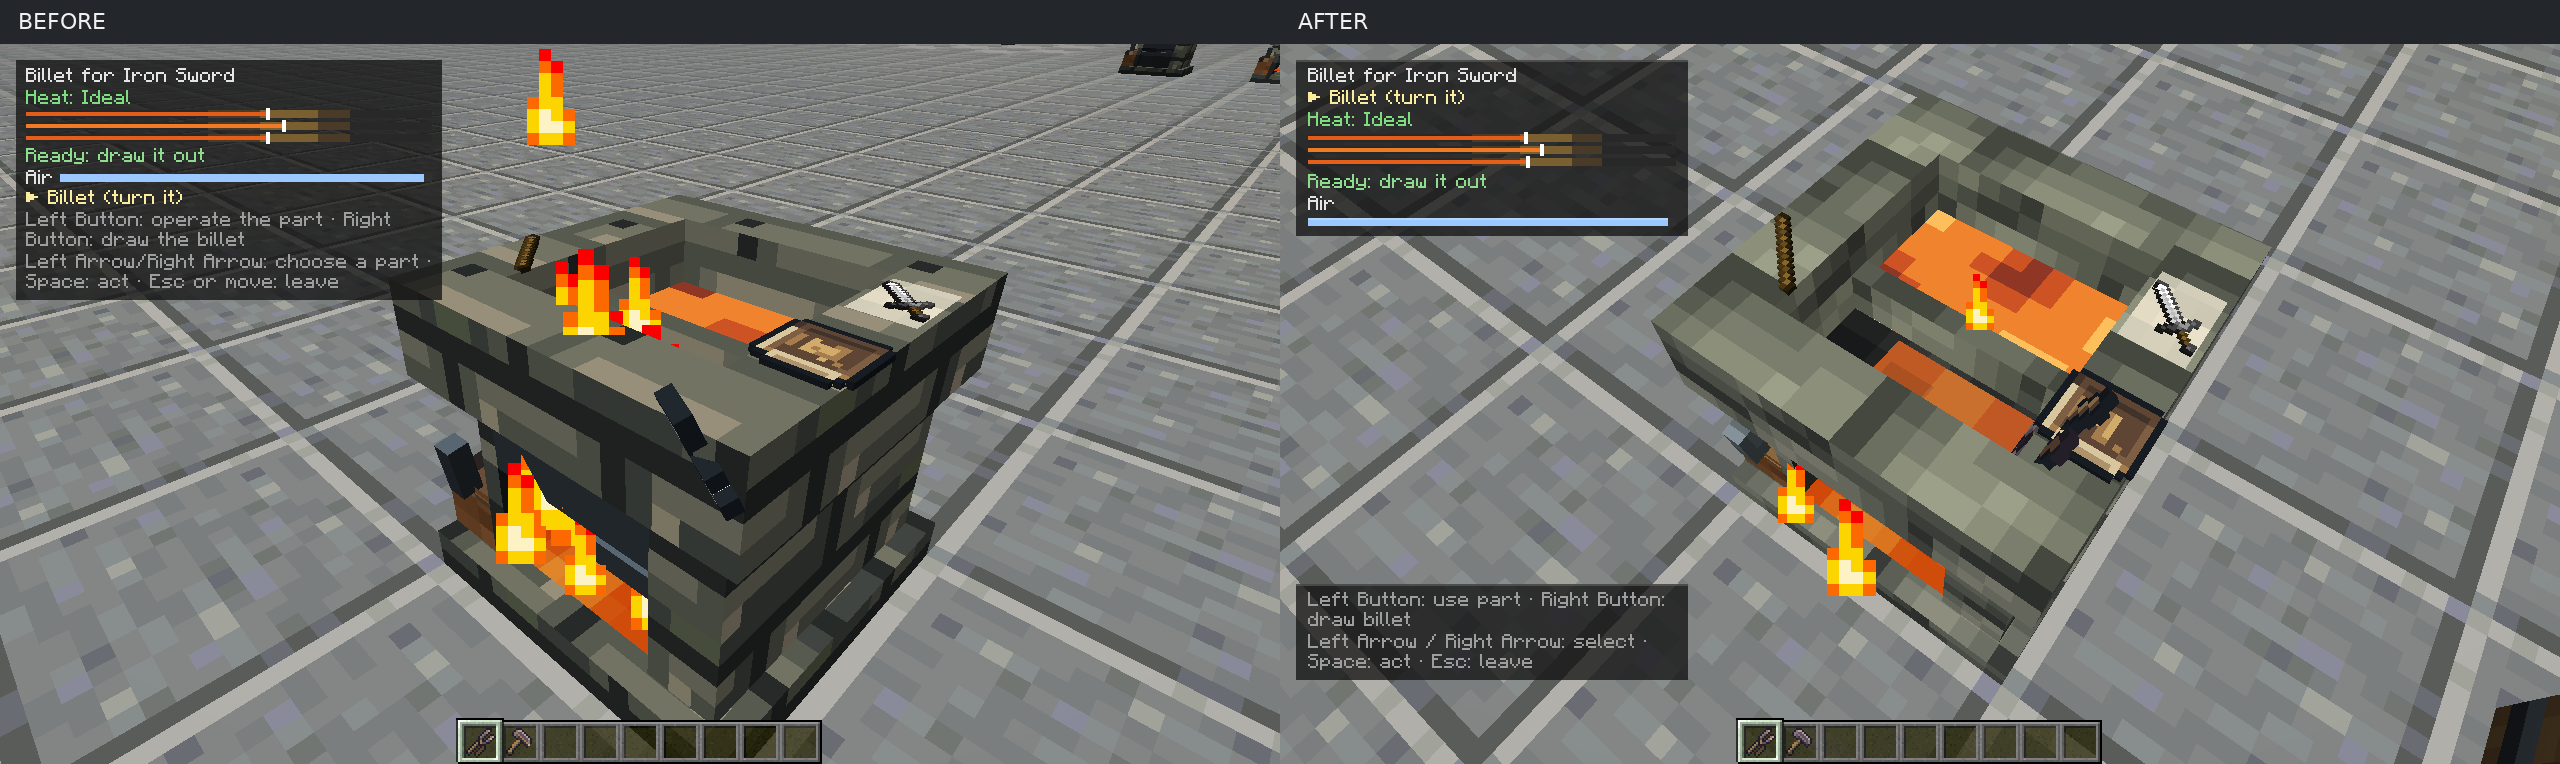 BEFORE
Billet for Iron Sword
Heat: Ideal
Ready: draw it out
Air
► Billet (turn it)
Left Button: operate the part · Right
Button: draw the billet
Left Arrow/Right Arrow: choose a part ·
Space: act · Esc or move: leave
AFTER
Billet for Iron Sword
► Billet (turn it)
Heat: Ideal
Ready: draw it out
Air
Left Button: use part · Right Button:
draw billet
Left Arrow / Right Arrow: select ·
Space: act · Esc: leave